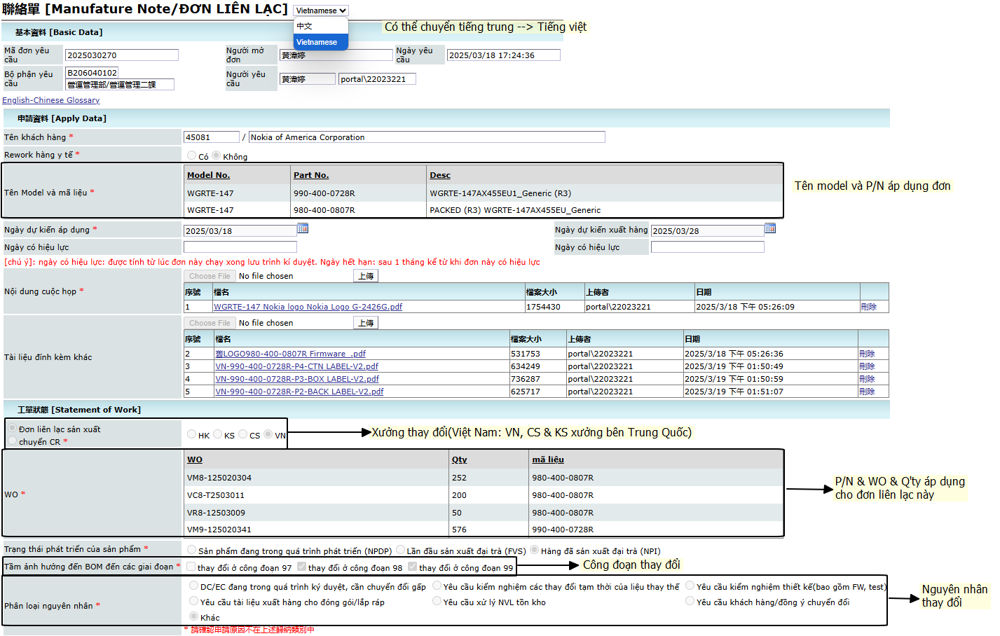 聯絡單 [Manufature Note/ĐƠN LIÊN LẠC] Vietnamese
中文
Vietnamese
Có thể chuyển tiếng trung --> Tiếng việt
基本資料 [Basic Data]
Mã đơn yêu cầu 2025030270 Người mở đơn 黃湋婷 Ngày yêu cầu 2025/03/18 17:24:36
Bộ phận yêu cầu B206040102 營運管理部/營運管理二課 Người yêu cầu 黃湋婷 portal\22023221
English-Chinese Glossary
申請資料 [Apply Data]
Tên khách hàng * 45081 / Nokia of America Corporation
Rework hàng y tế * Có Không
Tên Model và mã liệu *
Model No. Part No. Desc
WGRTE-147 990-400-0728R WGRTE-147AX455EU1_Generic (R3)
WGRTE-147 980-400-0807R PACKED (R3) WGRTE-147AX455EU_Generic
Tên model và P/N áp dụng đơn
Ngày dự kiến áp dụng * 2025/03/18 Ngày dự kiến xuất hàng 2025/03/28
Ngày có hiệu lực Ngày có hiệu lực
[chú ý]: ngày có hiệu lực: được tính từ lúc đơn này chạy xong lưu trình kí duyệt. Ngày hết hạn: sau 1 tháng kể từ khi đơn này có hiệu lực
Nội dung cuộc họp *
Choose File No file chosen 上傳
序號 檔名 檔案大小 上傳者 日期
1 WGRTE-147 Nokia logo Nokia Logo G-2426G.pdf 1754430 portal\22023221 2025/3/18 下午 05:26:09 刪除
Tài liệu đính kèm khác
Choose File No file chosen 上傳
序號 檔名 檔案大小 上傳者 日期
2 舊LOGO980-400-0807R Firmware_.pdf 531753 portal\22023221 2025/3/18 下午 05:26:36 刪除
3 VN-990-400-0728R-P4-CTN LABEL-V2.pdf 634249 portal\22023221 2025/3/19 下午 01:50:49 刪除
4 VN-990-400-0728R-P3-BOX LABEL-V2.pdf 736287 portal\22023221 2025/3/19 下午 01:50:59 刪除
5 VN-990-400-0728R-P2-BACK LABEL-V2.pdf 625717 portal\22023221 2025/3/19 下午 01:51:07 刪除
工單狀態 [Statement of Work]
Đơn liên lạc sản xuất
chuyển CR * HK KS CS VN
Xưởng thay đổi(Việt Nam: VN, CS & KS xưởng bên Trung Quốc)
WO *
WO Qty mã liệu
VM8-125020304 252 980-400-0807R
VC8-T2503011 200 980-400-0807R
VR8-12503009 50 980-400-0807R
VM9-125020341 576 990-400-0728R
P/N & WO & Q'ty áp dụng
cho đơn liên lạc này
Trạng thái phát triển của sản phẩm * Sản phẩm đang trong quá trình phát triển (NPDP) Lần đầu sản xuất đại trà (FVS) Hàng đã sản xuất đại trà (NPI)
Tầm ảnh hưởng đến BOM đến các giai đoạn * thay đổi ở công đoạn 97 thay đổi ở công đoạn 98 thay đổi ở công đoạn 99
Công đoạn thay đổi
Phân loại nguyên nhân *
DC/EC đang trong quá trình ký duyệt, cần chuyển đổi gấp Yêu cầu kiểm nghiệm các thay đổi tạm thời của liệu thay thế Yêu cầu kiểm nghiệm thiết kế(bao gồm FW, test)
Yêu cầu tài liệu xuất hàng cho đóng gói/lắp ráp Yêu cầu xử lý NVL tồn kho Yêu cầu khách hàng/đồng ý chuyển đổi
Khác
* 請確認申請原因不在上述歸納類別中
Nguyên nhân
thay đổi